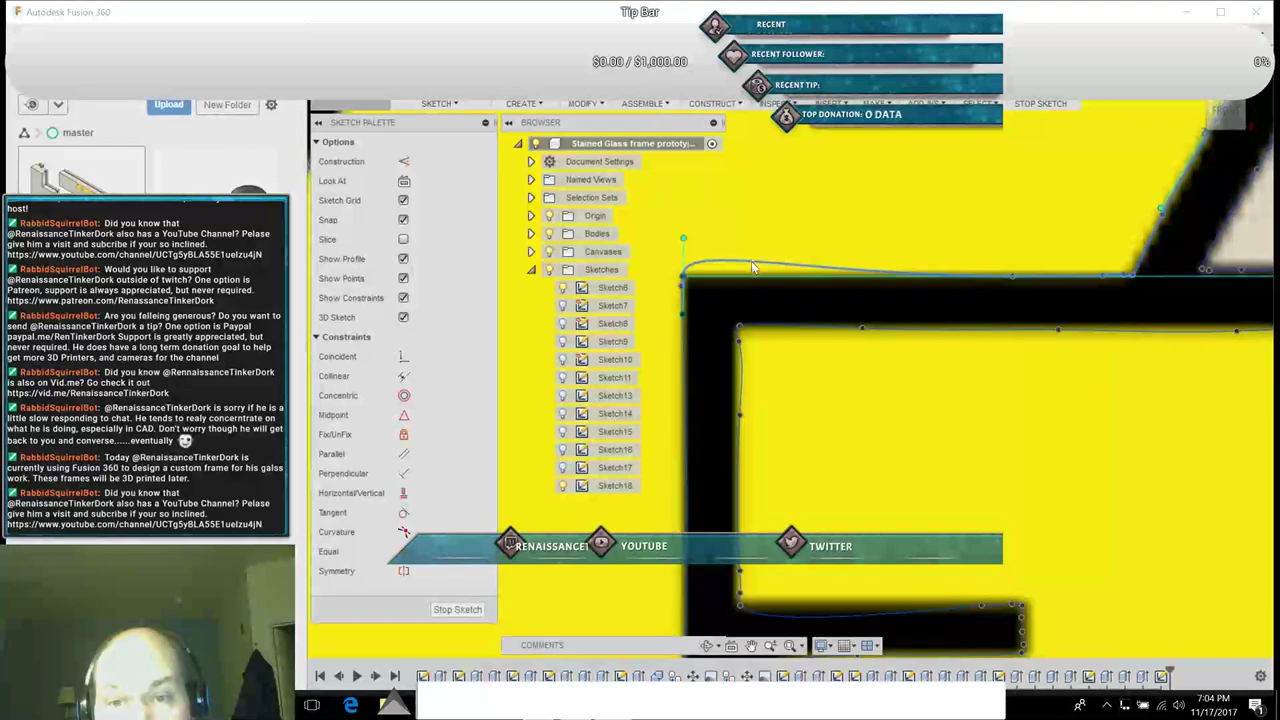 Autodesk Fusion 360
Tip Bar
RECENT
RECENT FOLLOWER:
$0.00 / $1,000.00
0%
RECENT TIP:
TOP DONATION: 0 DATA
Upload
New Folder
SKETCH
CREATE
MODIFY
ASSEMBLE
CONSTRUCT
STOP SKETCH
FRONT
master
SKETCH PALETTE
BROWSER
Options
Construction
Look At
Sketch Grid
Snap
Slice
Show Profile
Show Points
Show Constraints
3D Sketch
Constraints
Coincident
Collinear
Concentric
Midpoint
Fix/UnFix
Parallel
Perpendicular
Horizontal/Vertical
Tangent
Curvature
Equal
Symmetry
Stop Sketch
Stained Glass frame prototy...
Document Settings
Named Views
Selection Sets
Origin
Bodies
Canvases
Sketches
Sketch6
Sketch7
Sketch8
Sketch9
Sketch10
Sketch11
Sketch13
Sketch14
Sketch15
Sketch16
Sketch17
Sketch18
host!
RabbidSquirrelBot: Did you know that
@RenaissanceTinkerDork also has a YouTube Channel? Pelase
give him a visit and subcribe if your so inclined.
https://www.youtube.com/channel/UCTg5yBLA55E1uelzu4jN
RabbidSquirrelBot: Would you like to support
@RenaissanceTinkerDork outside of twitch? One option is
Patreon, support is always appreciated, but never required.
https://www.patreon.com/RenassanceTinkerDork
RabbidSquirrelBot: Are you felleing generous? Do you want to
send @RenaissanceTinkerDork a tip? One option is Paypal
paypal.me/RenTinkerDork Support is greatly appreciated, but
never required. He does have a long term donation goal to help
get more 3D Printers, and cameras for the channel
RabbidSquirrelBot: Did you know @RennaissanceTinkerDork
is also on Vid.me? Go check it out
https://vid.me/RenaissanceTinkerDork
RabbidSquirrelBot: @RenaissanceTinkerDork is sorry if he is a
little slow responding to chat. He tends to realy concerntrate on
what he is doing, especially in CAD. Don't worry though he will get
back to you and converse......eventually
RabbidSquirrelBot: Today @RenaissanceTinkerDork is
currently using Fusion 360 to design a custom frame for his galss
work. These frames will be 3D printed later.
RabbidSquirrelBot: Did you know that
@RenaissanceTinkerDork also has a YouTube Channel? Pelase
give him a visit and subcribe if your so inclined.
https://www.youtube.com/channel/UCTg5yBLA55E1uelzu4jN
RENAISSANCET
YOUTUBE
TWITTER
COMMENTS
7:04 PM
11/17/2017